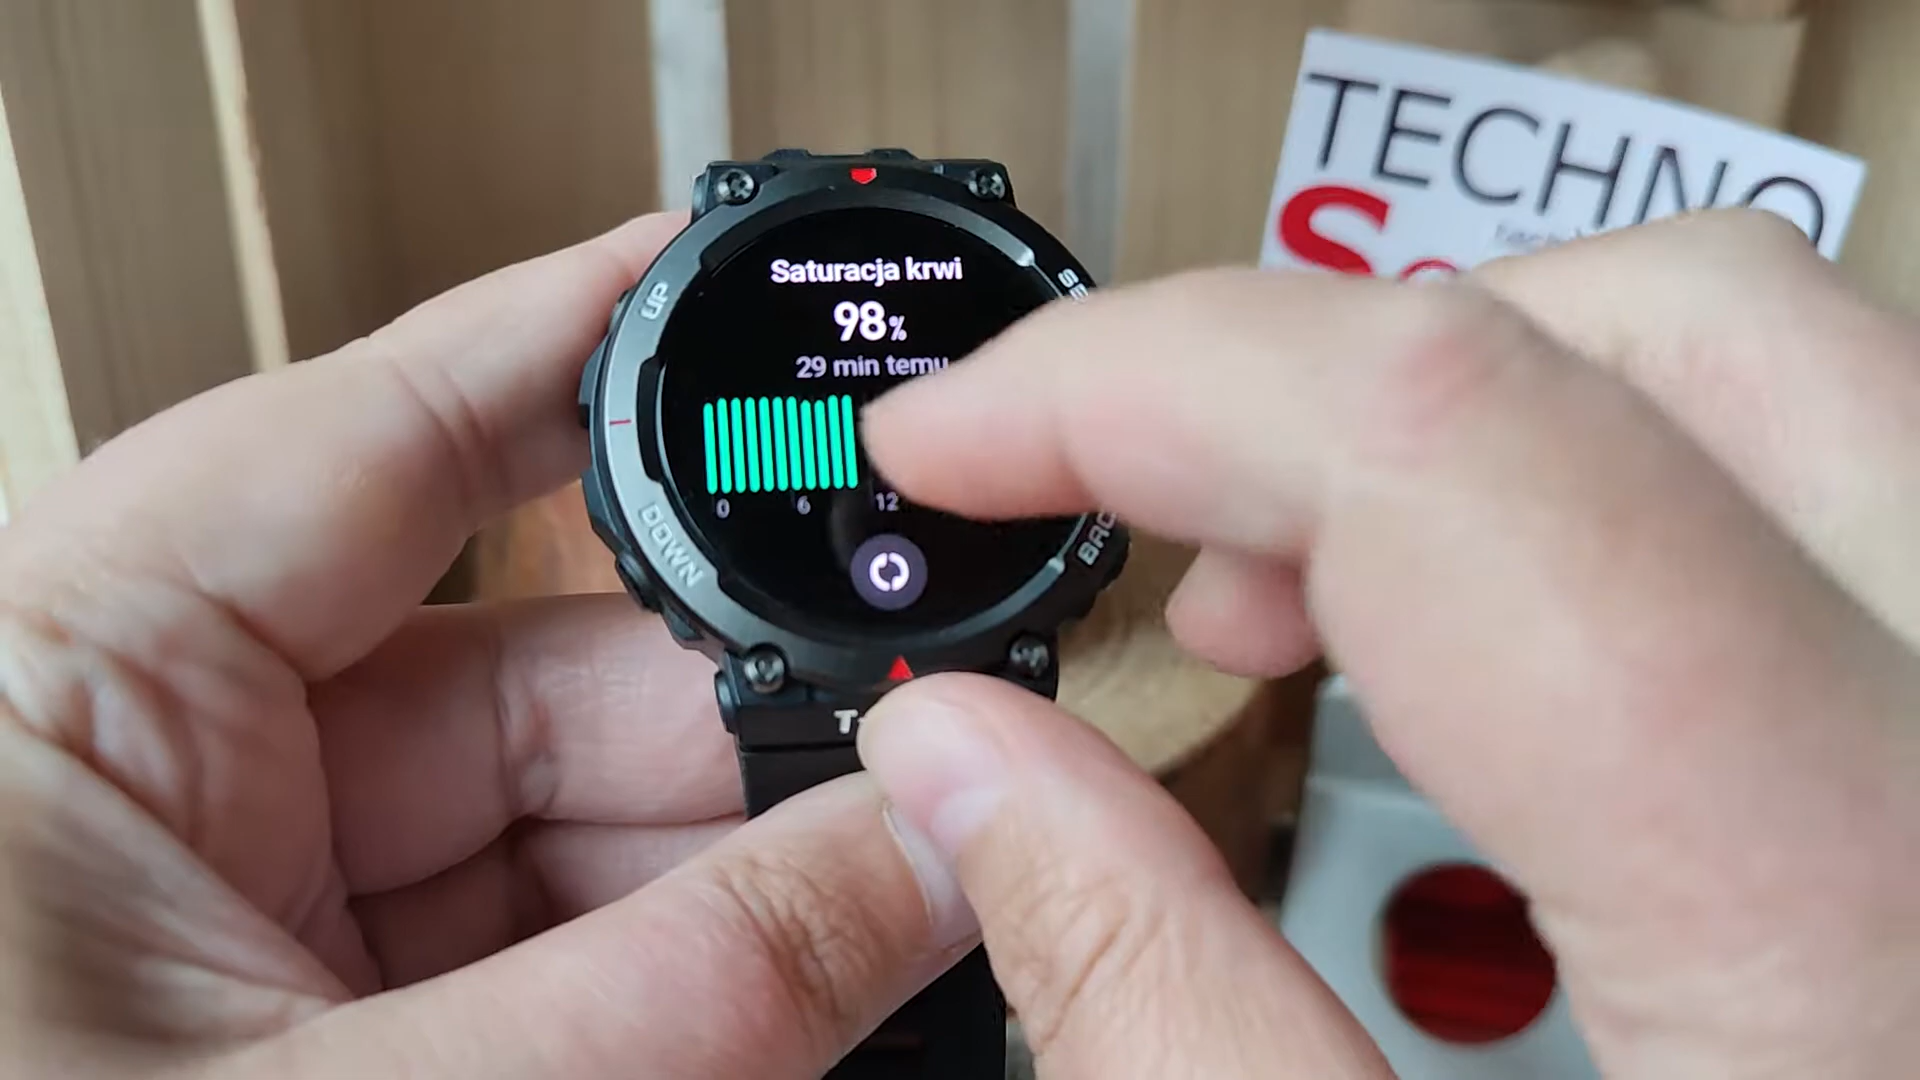 TECHNO
UP
Saturacja krwi
98%
29 min temu
0 6 12
DOWN